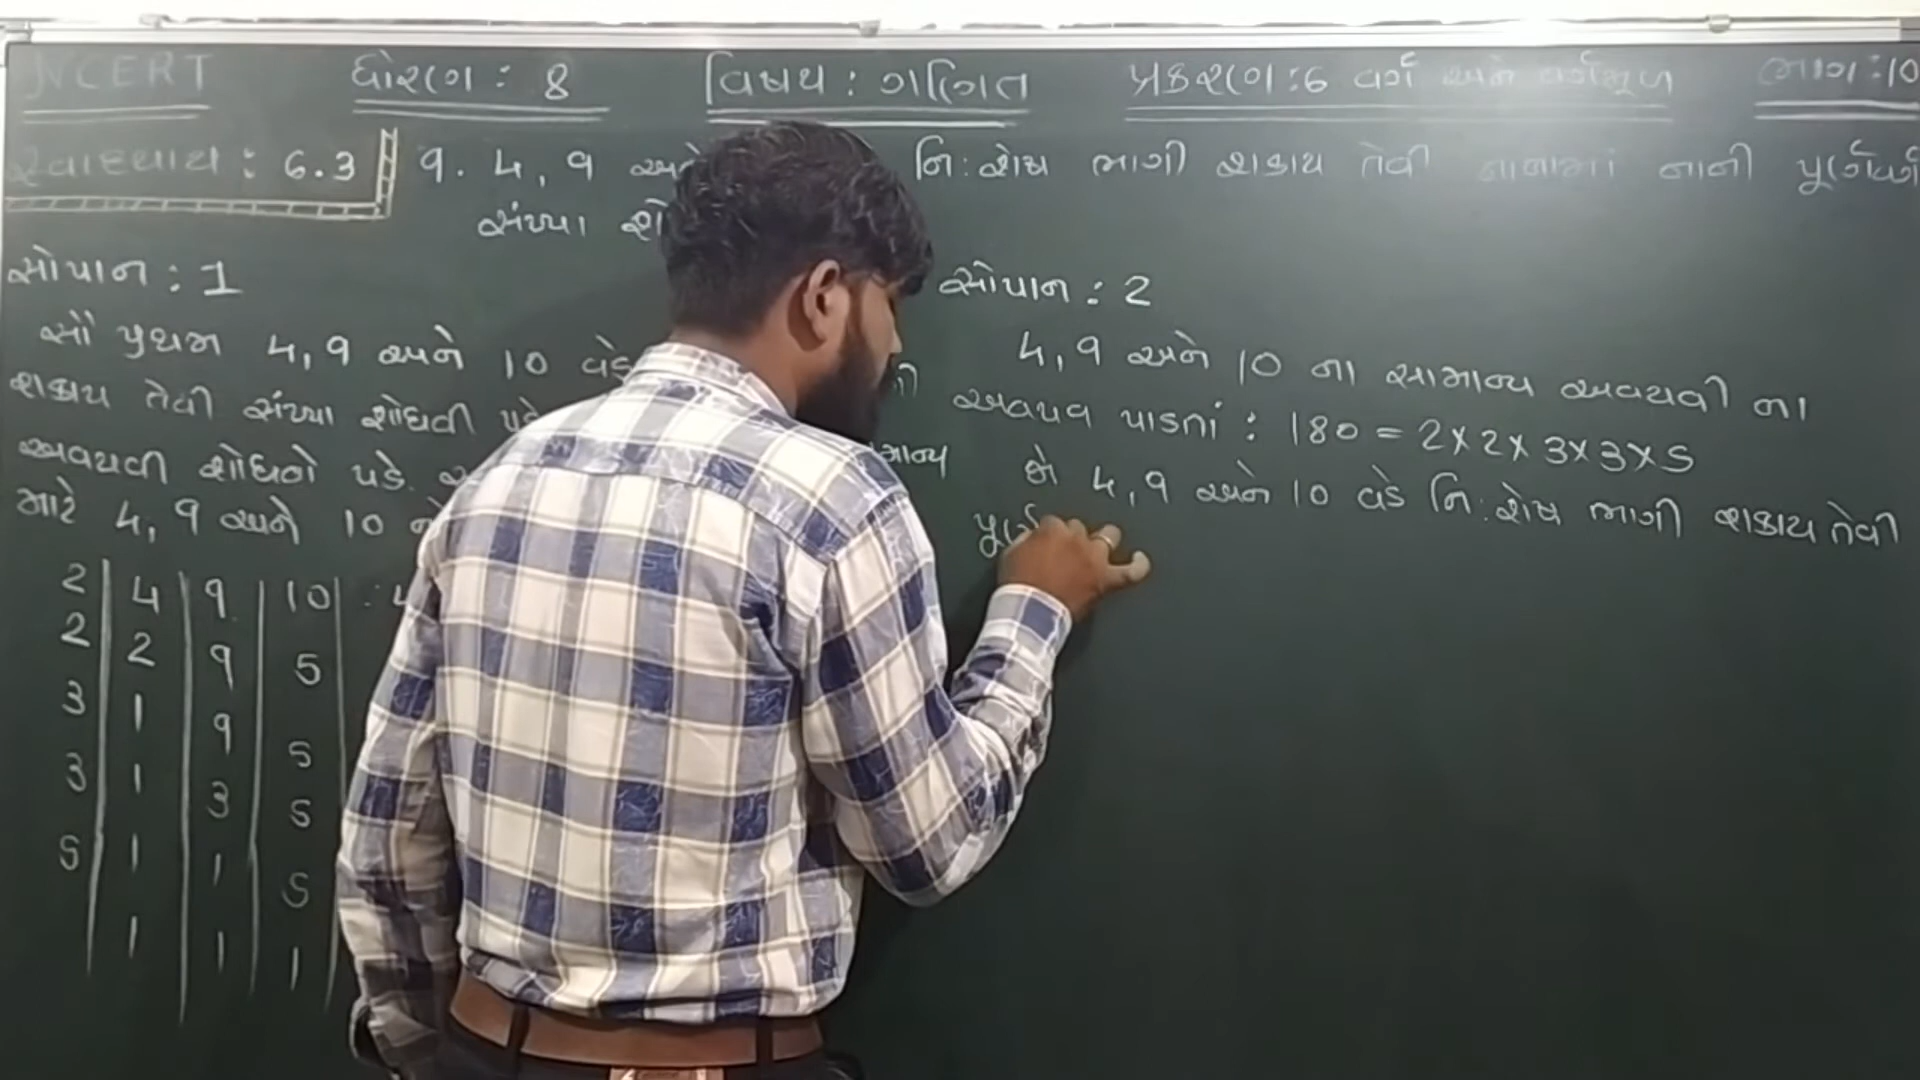 NCERT ધોરણ : 8 વિષય : ગણિત પ્રકરણ : 6 વર્ગ અને વર્ગમૂળ ભાગ : 10
સ્વાધ્યાય : 6.3 9. 4, 9 અને નિ:શેષ ભાગી શકાય તેવી નાનામાં નાની પૂર્ણવર્ગ
સંખ્યા શો
સોપાન : 1
સૌ પ્રથમ 4, 9 અને 10 વડે
શકાય તેવી સંખ્યા શોધવી પડે
અવયવી શોધવો પડે. માન્ય
માટે 4, 9 અને 10 નો
2 4 9 10
2 2 9 5
3 1 9 5
3 1 3 5
5 1 1 5
1 1 1
સોપાન : 2
4, 9 અને 10 ના સામાન્ય અવયવી ના
અવયવ પાડતાં : 180 = 2 × 2 × 3 × 3 × 5
જો 4, 9 અને 10 વડે નિ:શેષ ભાગી શકાય તેવી